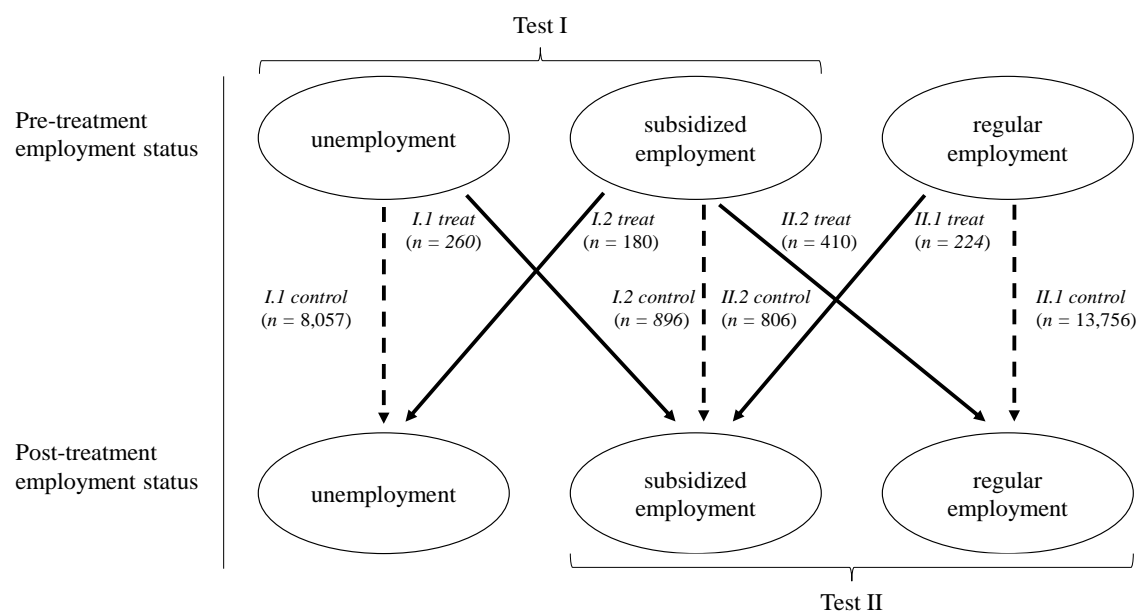 Test I
Pre-treatment
employment status
unemployment
subsidized
employment
regular
employment
I.1 treat
(n = 260)
I.2 treat
(n = 180)
II.2 treat
(n = 410)
II.1 treat
(n = 224)
I.1 control
(n = 8,057)
I.2 control
(n = 896)
II.2 control
(n = 806)
II.1 control
(n = 13,756)
Post-treatment
employment status
unemployment
subsidized
employment
regular
employment
Test II